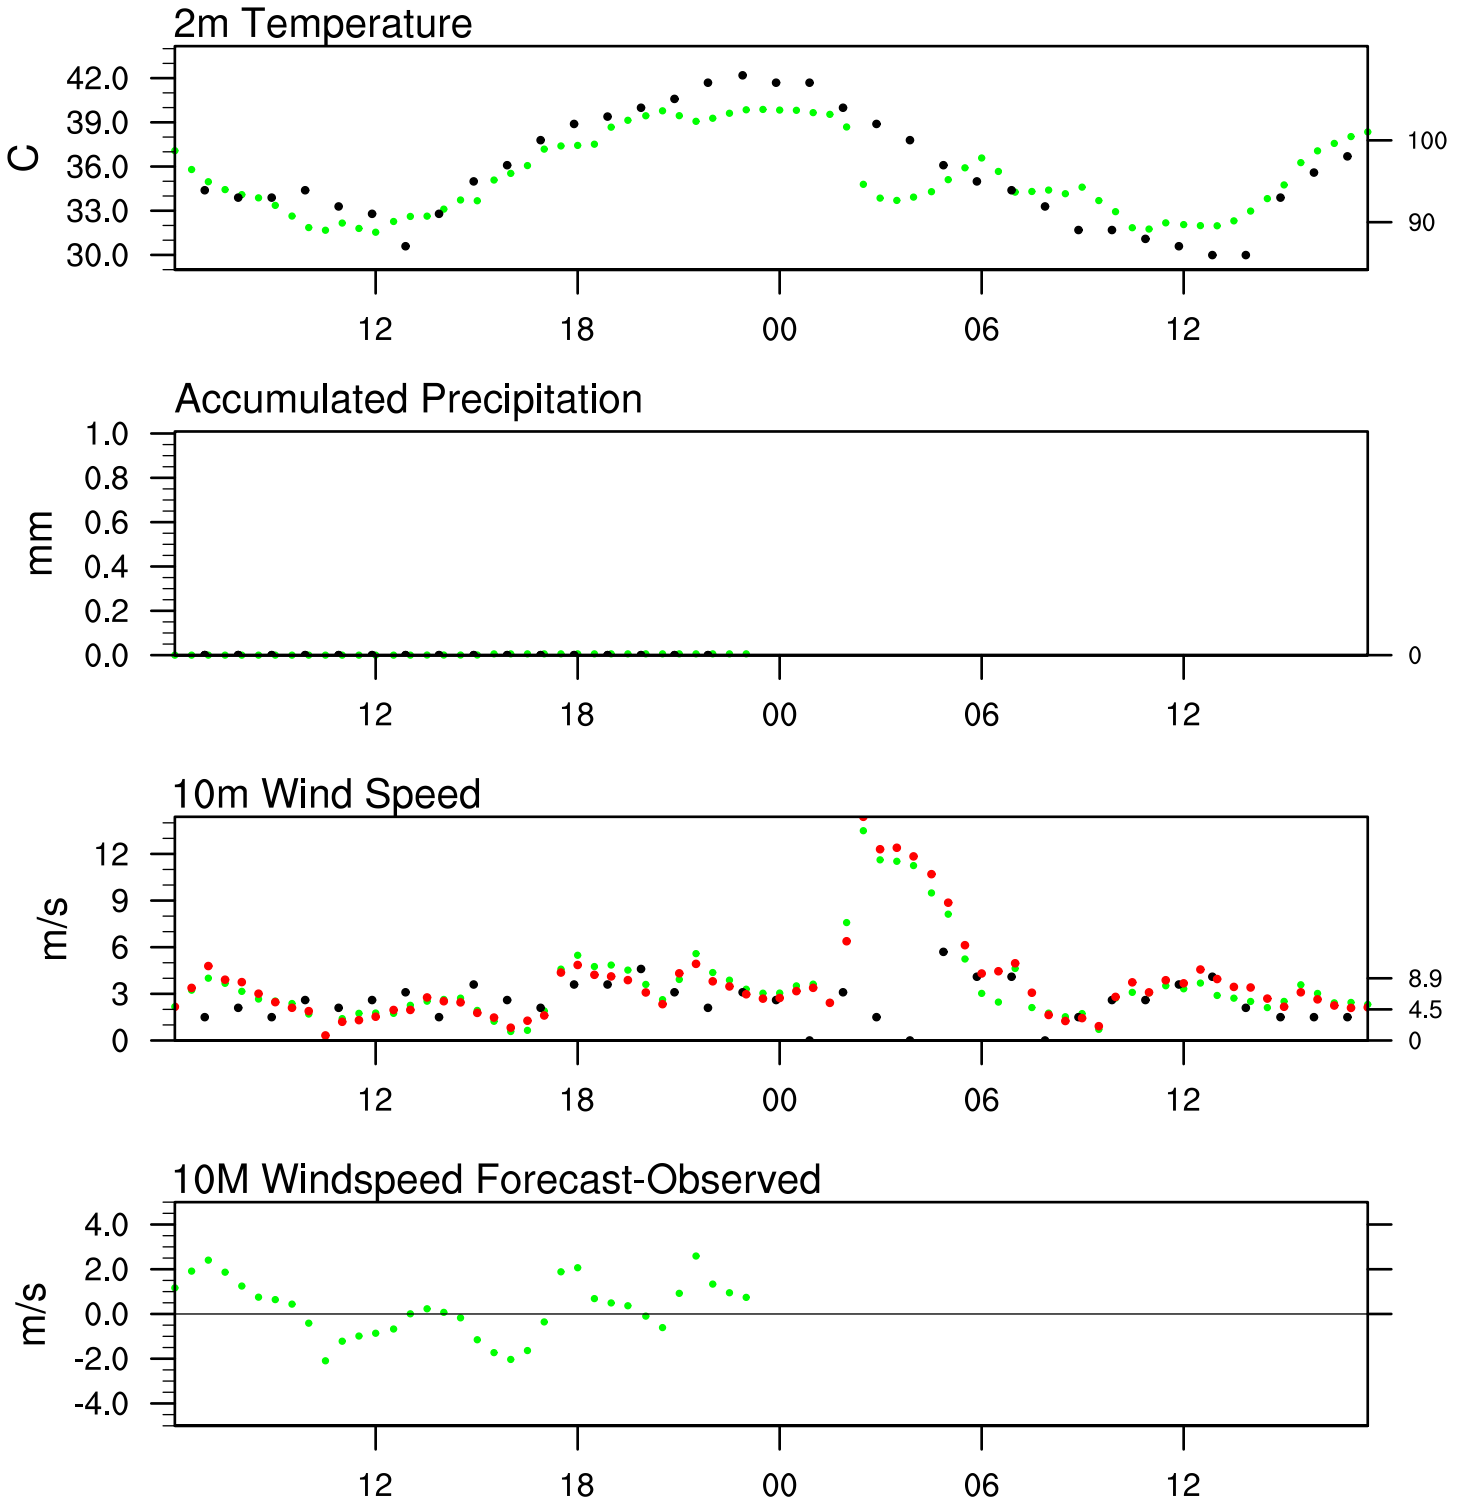 2m Temperature
42.0
39.0
36.0
33.0
30.0
C
100
90
12 18 00 06 12
Accumulated Precipitation
1.0
0.8
0.6
0.4
0.2
0.0
mm
0
12 18 00 06 12
10m Wind Speed
12
9
6
3
0
m/s
8.9
4.5
0
12 18 00 06 12
10M Windspeed Forecast-Observed
4.0
2.0
0.0
-2.0
-4.0
m/s
12 18 00 06 12